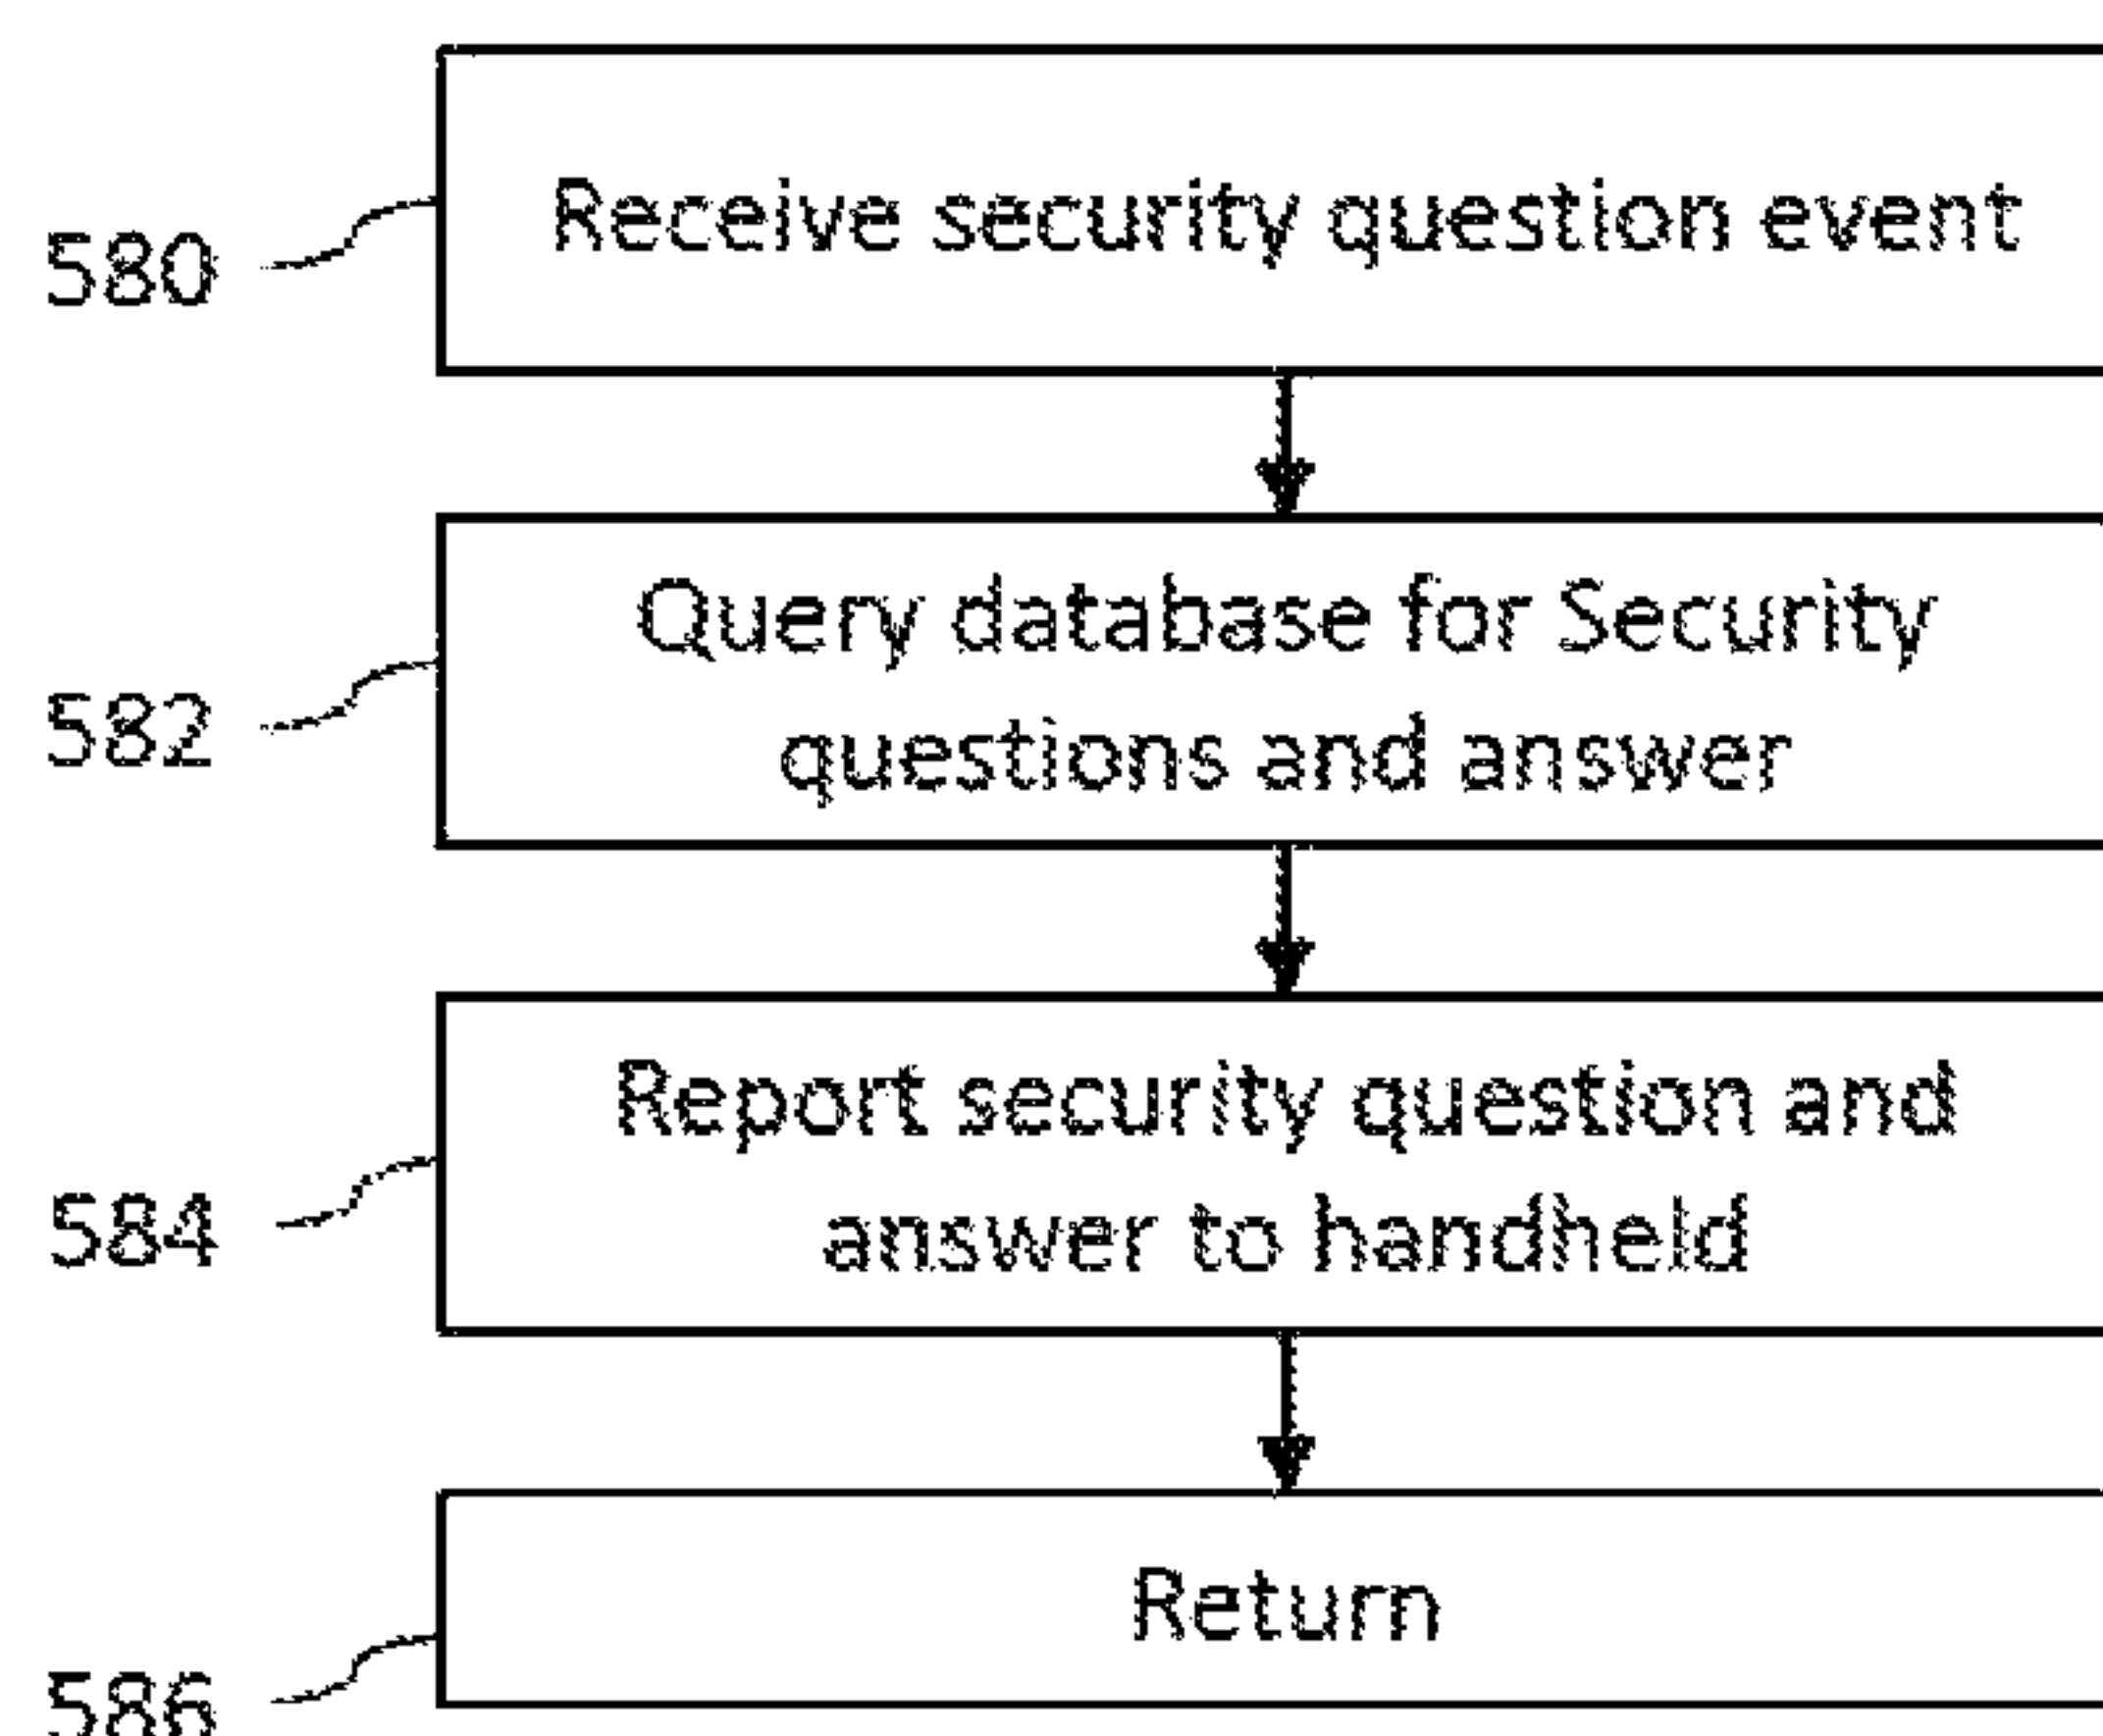 Receive security question event
580
Query database for Security
questions and answer
582
Report security question and
answer to handheld
584
Return
586